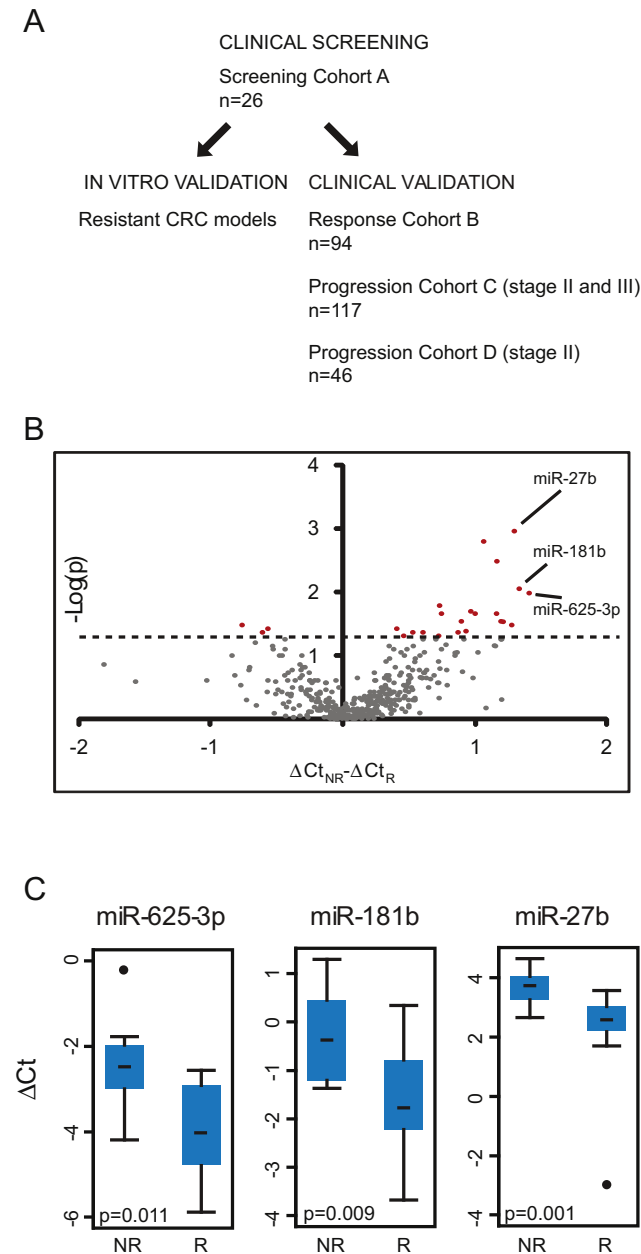 A
CLINICAL SCREENING
Screening Cohort A
n=26
IN VITRO VALIDATION
CLINICAL VALIDATION
Resistant CRC models
Response Cohort B
n=94
Progression Cohort C (stage II and III)
n=117
Progression Cohort D (stage II)
n=46
B
4
3
2
1
-Log(p)
miR-27b
miR-181b
miR-625-3p
-2
-1
0
1
2
ΔCtNR-ΔCtR
C
miR-625-3p
miR-181b
miR-27b
ΔCt
0
-2
-4
-6
p=0.011
NR
R
1
0
-1
-2
-3
-4
p=0.009
NR
R
4
2
0
-2
-4
p=0.001
NR
R